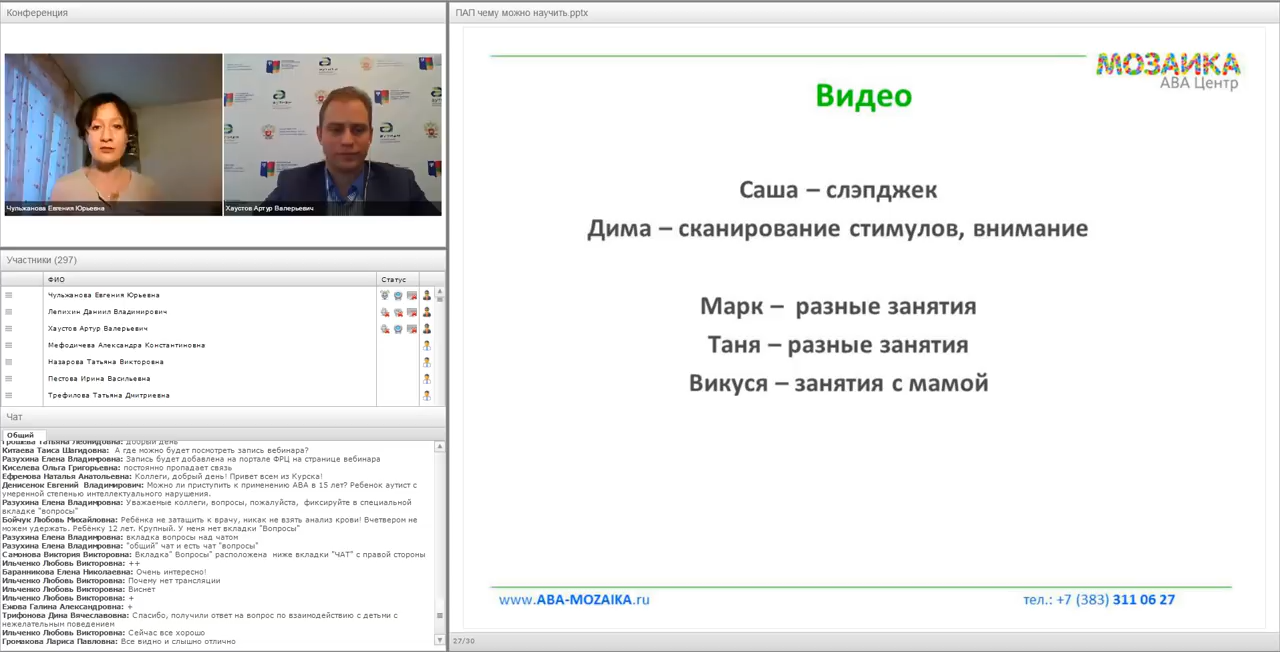 Конференция
Чульжанова Евгения Юрьевна
Хаустов Артур Валерьевич
Участники (297)
ФИО
Статус
Чульжанова Евгения Юрьевна
Лепихин Даниил Владимирович
Хаустов Артур Валерьевич
Мефодичева Александра Константиновна
Назарова Татьяна Викторовна
Пестова Ирина Васильевна
Трефилова Татьяна Дмитриевна
Чат
Общий
Грошева Татьяна Леонидовна: добрый день
Китаева Таиса Шагидовна: А где можно будет посмотреть запись вебинара?
Разухина Елена Владимровна: Запись будет добавлена на портале ФРЦ на странице вебинара
Киселева Ольга Григорьевна: постоянно пропадает связь
Ефремова Наталья Анатольевна: Коллеги, добрый день! Привет всем из Курска!
Денисенок Евгений Владимирович: Можно ли приступить к применению АВА в 15 лет? Ребенок аутист с
умеренной степенью интеллектуального нарушения.
Разухина Елена Владимровна: Уважаемые коллеги, вопросы, пожалуйста, фиксируйте в специальной
вкладке "вопросы"
Бойчук Любовь Михайловна: Ребёнка не затащить к врачу, никак не взять анализ крови! Вчетвером не
можем удержать. Ребёнку 12 лет. Крупный. У меня нет вкладки "Вопросы"
Разухина Елена Владимровна: вкладка вопросы над чатом
Разухина Елена Владимровна: "общий" чат и есть чат "вопросы"
Самонова Виктория Викторовна: Вкладка" Вопросы" расположена ниже вкладки "ЧАТ" с правой стороны
Ильченко Любовь Викторовна: ++
Баранникова Елена Николаевна: Очень интересно!
Ильченко Любовь Викторовна: Почему нет трансляции
Ильченко Любовь Викторовна: Виснет
Ильченко Любовь Викторовна: +
Ежова Галина Александровна: +
Трифонова Дина Вячеславовна: Спасибо, получили ответ на вопрос по взаимодействию с детьми с
нежелательным поведением
Ильченко Любовь Викторовна: Сейчас все хорошо
Громакова Лариса Павловна: Все видно и слышно отлично
ПАП чему можно научить.pptx
МОЗАИКА
АВА Центр
Видео
Саша – слэпджек
Дима – сканирование стимулов, внимание
Марк – разные занятия
Таня – разные занятия
Викуся – занятия с мамой
www.ABA-MOZAIKA.ru
тел.: +7 (383) 311 06 27
27/30